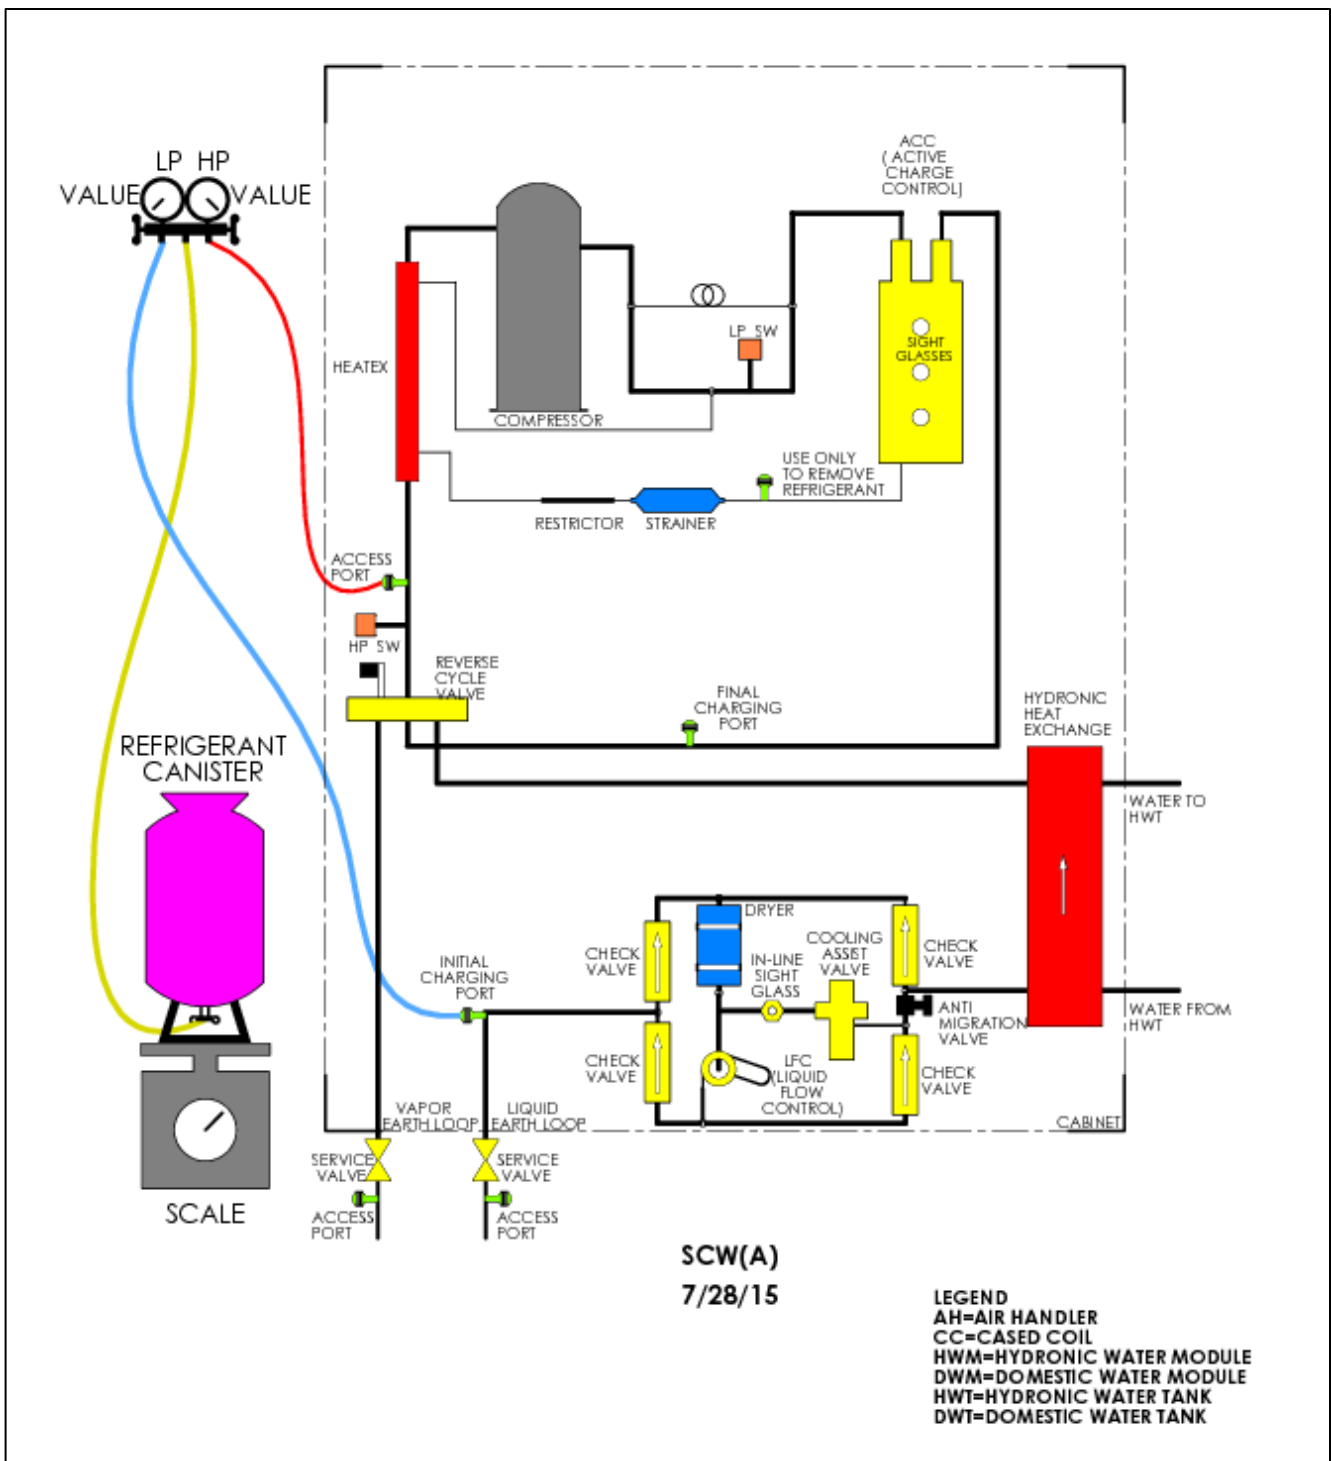 ACC
( ACTIVE
CHARGE
CONTROL)
LP HP
VALUE VALUE
LP SW
SIGHT
GLASSES
HEATEX
COMPRESSOR
USE ONLY
TO REMOVE
REFRIGERANT
RESTRICTOR
STRAINER
ACCESS
PORT
HP SW
REVERSE
CYCLE
VALVE
FINAL
CHARGING
PORT
HYDRONIC
HEAT
EXCHANGE
REFRIGERANT
CANISTER
WATER TO
HWT
DRYER
COOLING
ASSIST
VALVE
CHECK
VALVE
IN-LINE
SIGHT
GLASS
CHECK
VALVE
INITIAL
CHARGING
PORT
ANTI
MIGRATION
VALVE
WATER FROM
HWT
CHECK
VALVE
LFC
(LIQUID
FLOW
CONTROL)
CHECK
VALVE
VAPOR
EARTH LOOP
LIQUID
EARTH LOOP
CABINET
SERVICE
VALVE
SERVICE
VALVE
SCALE
ACCESS
PORT
ACCESS
PORT
SCW(A)
7/28/15
LEGEND
AH=AIR HANDLER
CC=CASED COIL
HWM=HYDRONIC WATER MODULE
DWM=DOMESTIC WATER MODULE
HWT=HYDRONIC WATER TANK
DWT=DOMESTIC WATER TANK